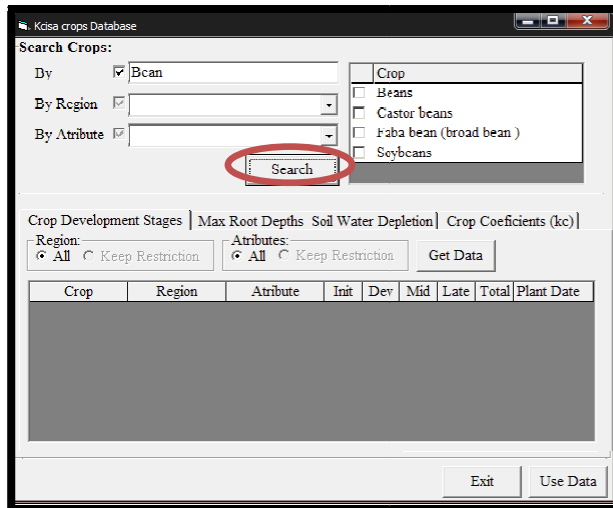 Kcisa crops Database
Search Crops:
By Bean
Crop
Beans
By Region
Castor beans
Faba bean (broad bean )
By Atribute
Soybeans
Search
Crop Development Stages Max Root Depths Soil Water Depletion Crop Coeficients (kc)
Region: Atributes:
All Keep Restriction All Keep Restriction Get Data
Crop Region Atribute Init Dev Mid Late Total Plant Date
Exit Use Data